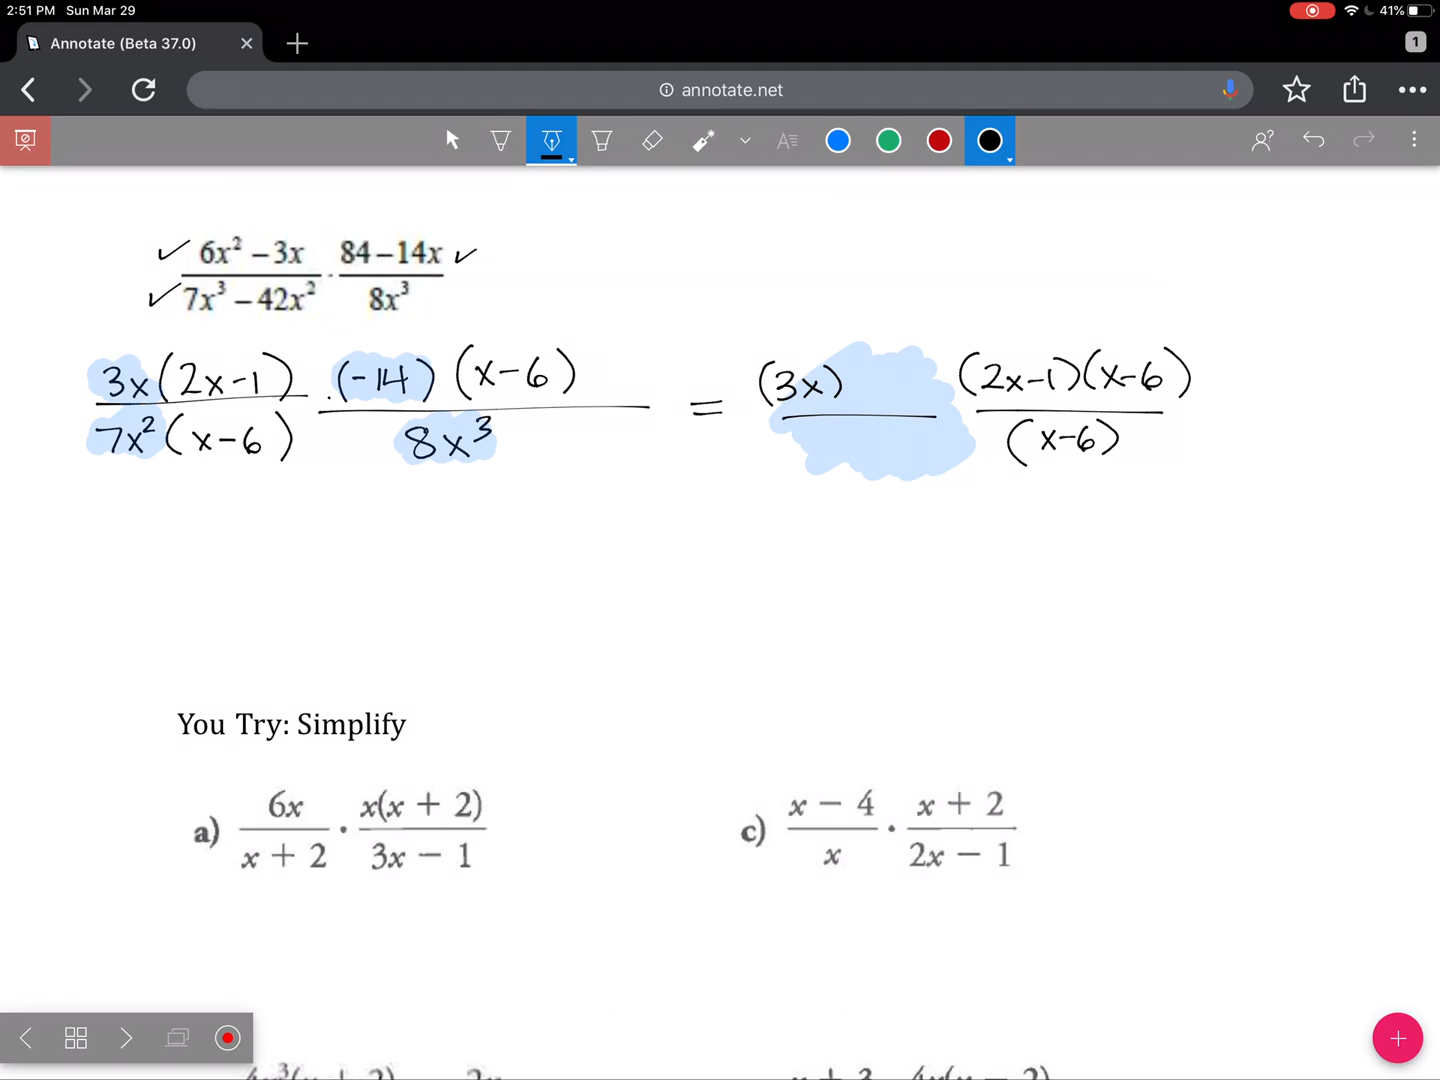 2:51 PM Sun Mar 29
41%
Annotate (Beta 37.0)
1
annotate.net
6x² – 3x / 7x³ – 42x² · 84 – 14x / 8x³
3x(2x-1) / 7x²(x-6) · (-14)(x-6) / 8x³ = (3x) / (2x-1)(x-6) / (x-6)
You Try: Simplify
a) 6x / x + 2 · x(x + 2) / 3x − 1
c) x − 4 / x · x + 2 / 2x − 1